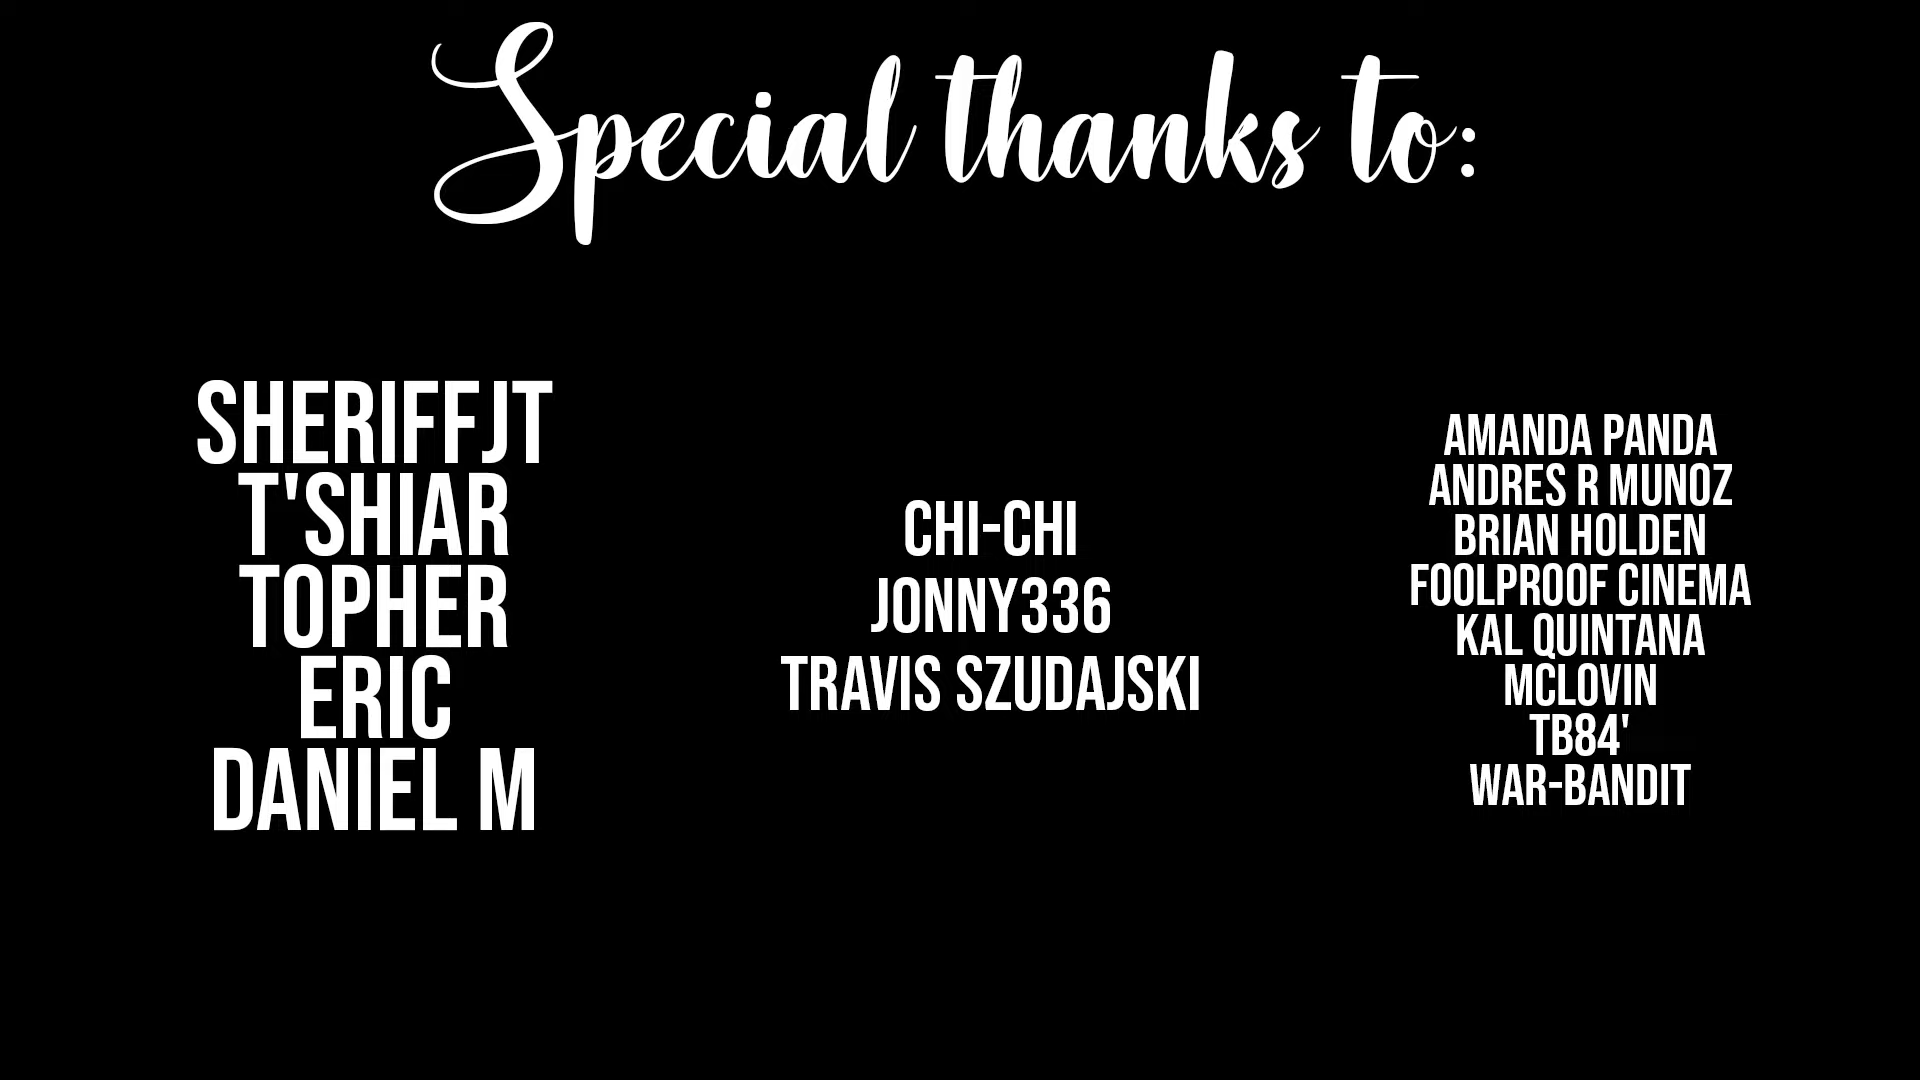 Special thanks to:
SHERIFFJT
T'SHIAR
TOPHER
ERIC
DANIEL M
CHI-CHI
JONNY336
TRAVIS SZUDAJSKI
AMANDA PANDA
ANDRES R MUNOZ
BRIAN HOLDEN
FOOLPROOF CINEMA
KAL QUINTANA
MCLOVIN
TB84'
WAR-BANDIT